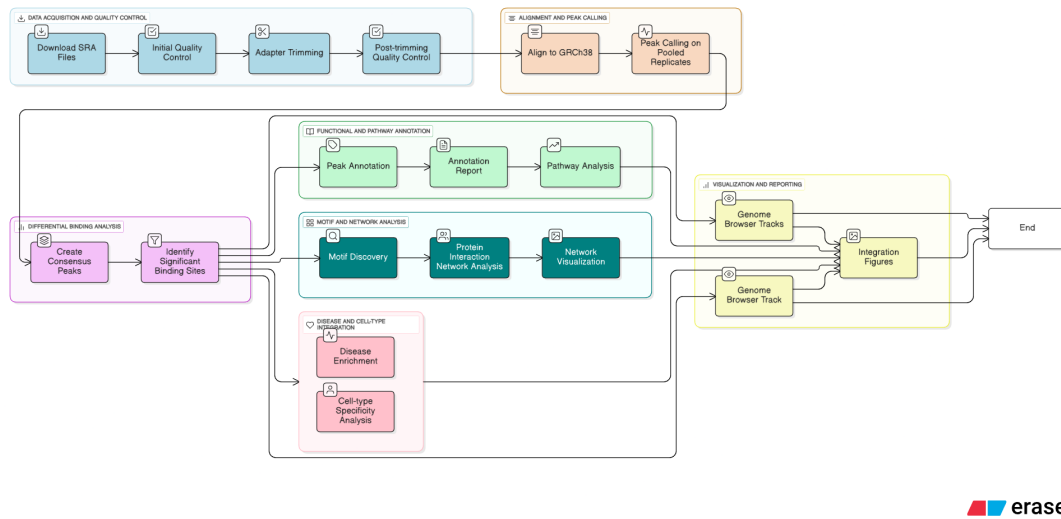 DATA ACQUISITION AND QUALITY CONTROL
Download SRA
Files
Initial Quality
Control
Adapter Trimming
Post-trimming
Quality Control
ALIGNMENT AND PEAK CALLING
Align to GRCh38
Peak Calling on
Pooled
Replicates
FUNCTIONAL AND PATHWAY ANNOTATION
Peak Annotation
Annotation
Report
Pathway Analysis
DIFFERENTIAL BINDING ANALYSIS
Create
Consensus
Peaks
Identify
Significant
Binding Sites
MOTIF AND NETWORK ANALYSIS
Motif Discovery
Protein
Interaction
Network Analysis
Network
Visualization
DISEASE AND CELL-TYPE
INTEGRATION
Disease
Enrichment
Cell-type
Specificity
Analysis
VISUALIZATION AND REPORTING
Genome
Browser Tracks
Genome
Browser Track
Integration
Figures
End
erase